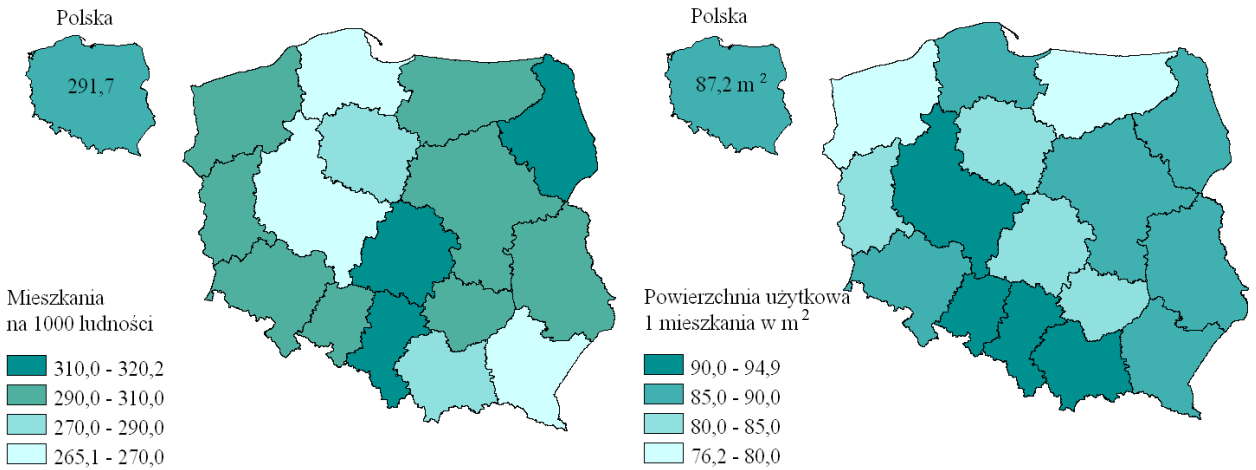 Polska
291,7
Mieszkania
na 1000 ludności
310,0 - 320,2
290,0 - 310,0
270,0 - 290,0
265,1 - 270,0
Polska
87,2 m²
Powierzchnia użytkowa
1 mieszkania w m²
90,0 - 94,9
85,0 - 90,0
80,0 - 85,0
76,2 - 80,0